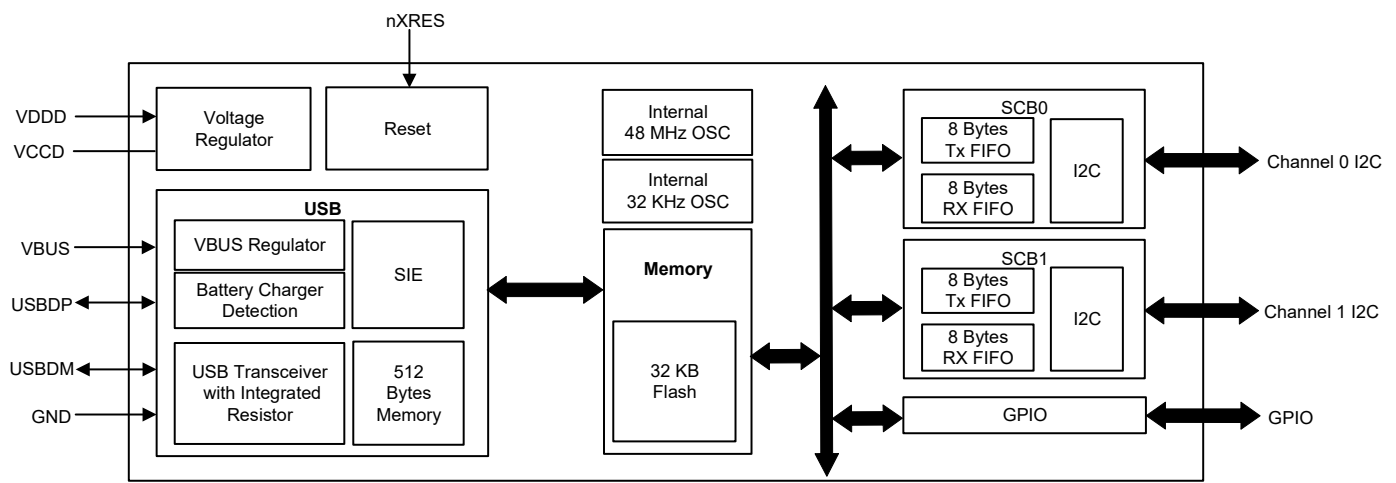 nXRES
VDDD
VCCD
Voltage
Regulator
Reset
VBUS
USBDP
USBDM
GND
USB
VBUS Regulator
Battery Charger
Detection
SIE
USB Transceiver
with Integrated
Resistor
512
Bytes
Memory
Internal
48 MHz OSC
Internal
32 KHz OSC
Memory
32 KB
Flash
SCB0
8 Bytes
Tx FIFO
8 Bytes
RX FIFO
I2C
Channel 0 I2C
SCB1
8 Bytes
Tx FIFO
8 Bytes
RX FIFO
I2C
Channel 1 I2C
GPIO
GPIO